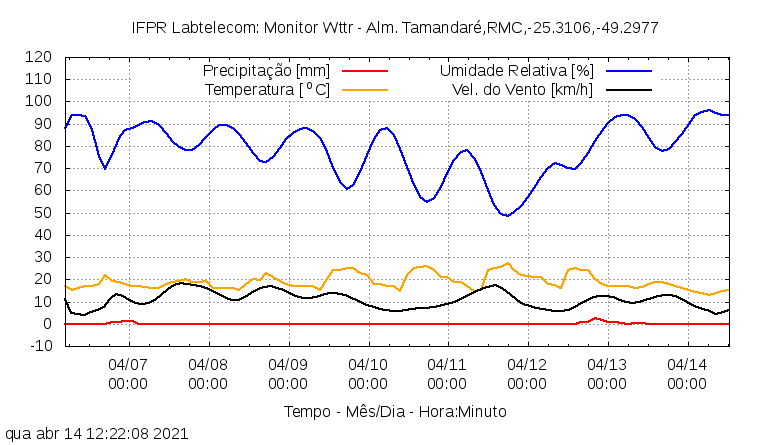 IFPR Labtelecom: Monitor Wttr - Alm. Tamandaré,RMC,-25.3106,-49.2977
120
110
100
90
80
70
60
50
40
30
20
10
0
-10
Precipitação [mm]
Temperatura [⁰C]
Umidade Relativa [%]
Vel. do Vento [km/h]
04/07 04/08 04/09 04/10 04/11 04/12 04/13 04/14
00:00 00:00 00:00 00:00 00:00 00:00 00:00 00:00
Tempo - Mês/Dia - Hora:Minuto
qua abr 14 12:22:08 2021